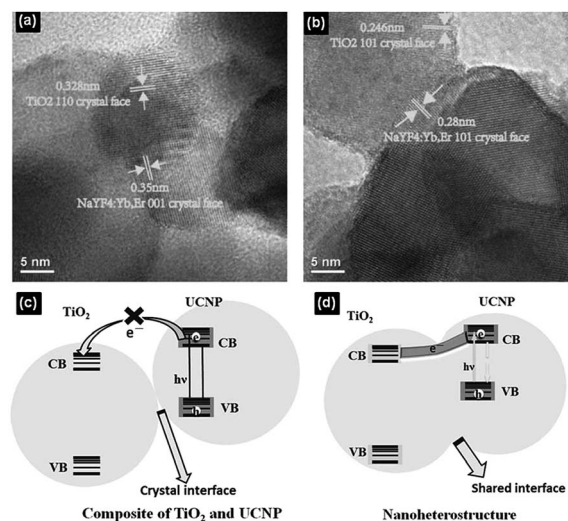 (a)
0.328nm
TiO2 110 crystal face
0.35nm
NaYF4:Yb,Er 001 crystal face
5 nm
(b)
0.246nm
TiO2 101 crystal face
0.28nm
NaYF4:Yb,Er 101 crystal face
5 nm
(c)
UCNP
TiO₂
e⁻
e
CB
CB
hν
h
VB
VB
Crystal interface
Composite of TiO₂ and UCNP
(d)
UCNP
TiO₂
e
CB
CB
e⁻
hν
h
VB
VB
Shared interface
Nanoheterostructure